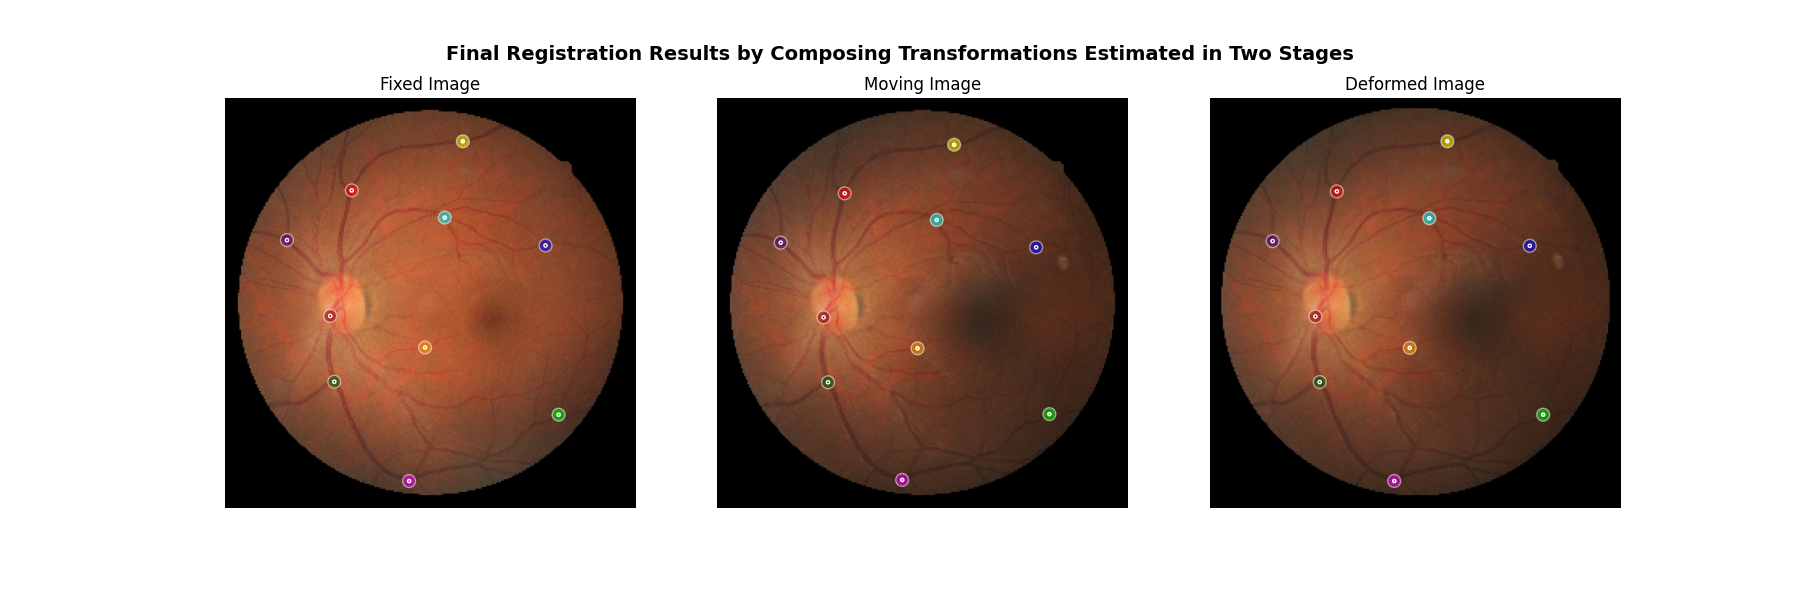 Final Registration Results by Composing Transformations Estimated in Two Stages
Fixed Image
Moving Image
Deformed Image